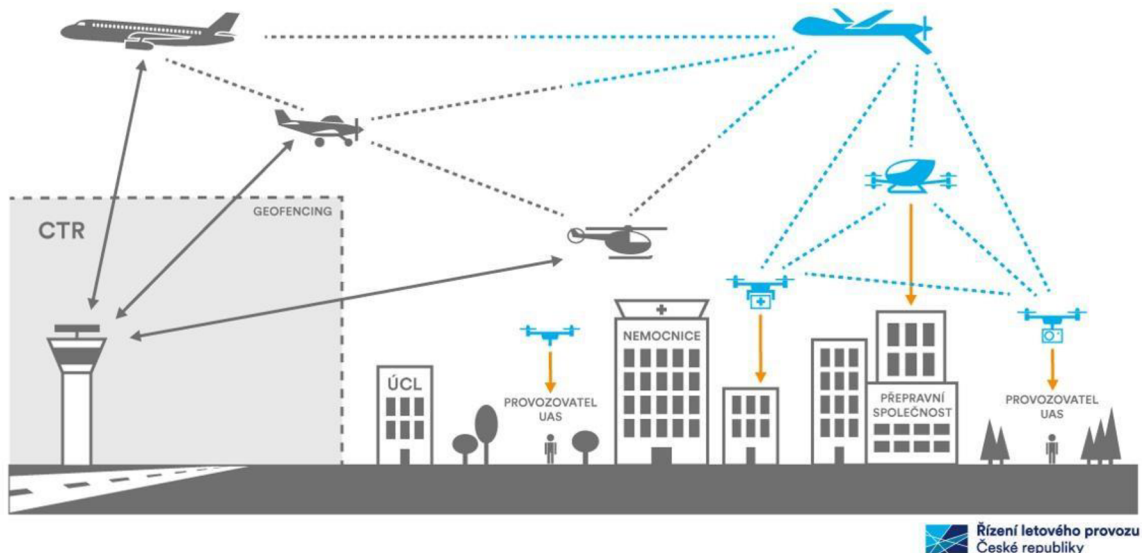 CTR
GEOFENCING
ÚCL
PROVOZOVATEL
UAS
NEMOCNICE
PŘEPRAVNÍ
SPOLEČNOST
PROVOZOVATEL
UAS
Řízení letového provozu
České republiky